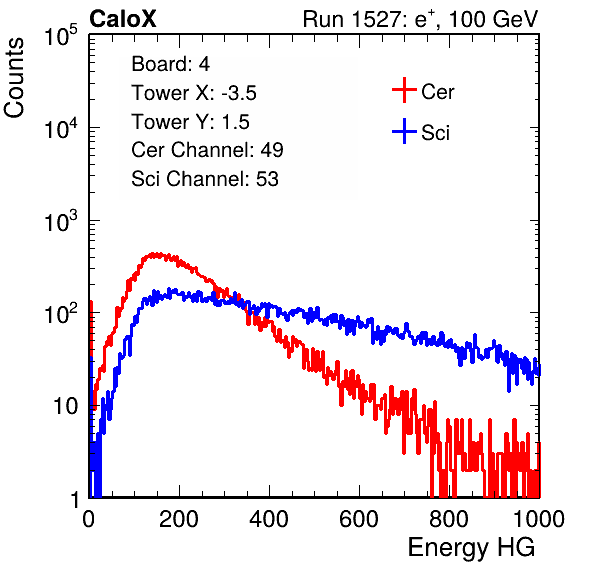 CaloX Run 1527: e⁺, 100 GeV
Counts
Board: 4
Tower X: -3.5
Tower Y: 1.5
Cer Channel: 49
Sci Channel: 53
Cer
Sci
10⁵
10⁴
10³
10²
10
1
0 200 400 600 800 1000
Energy HG